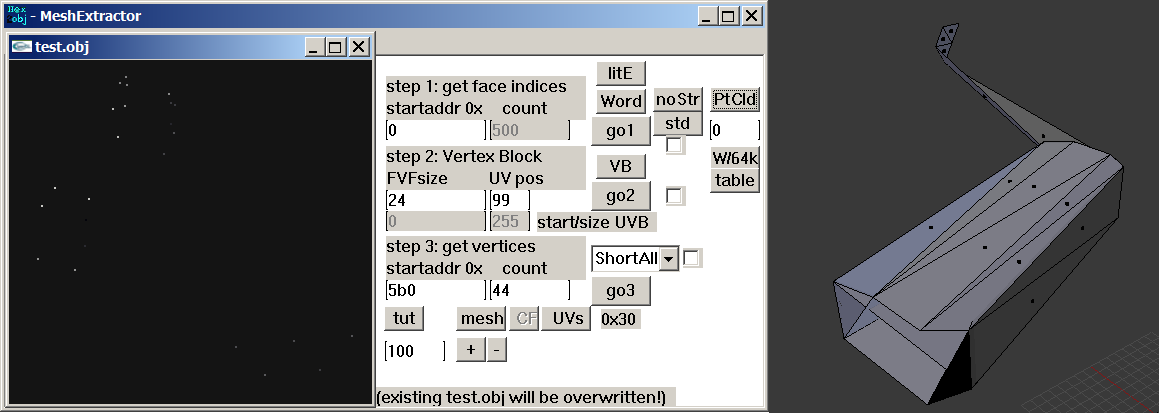 Hex
obj - MeshExtractor
test.obj
litE
step 1: get face indices
startaddr 0x count
Word noStr PtCld
0 500 go1 std 0
step 2: Vertex Block
VB W/64k
FVFsize UV pos table
24 99 go2
0 255 start/size UVB
step 3: get vertices
startaddr 0x count ShortAll
5b0 44 go3
tut mesh CF UVs 0x30
100 + -
(existing test.obj will be overwritten!)